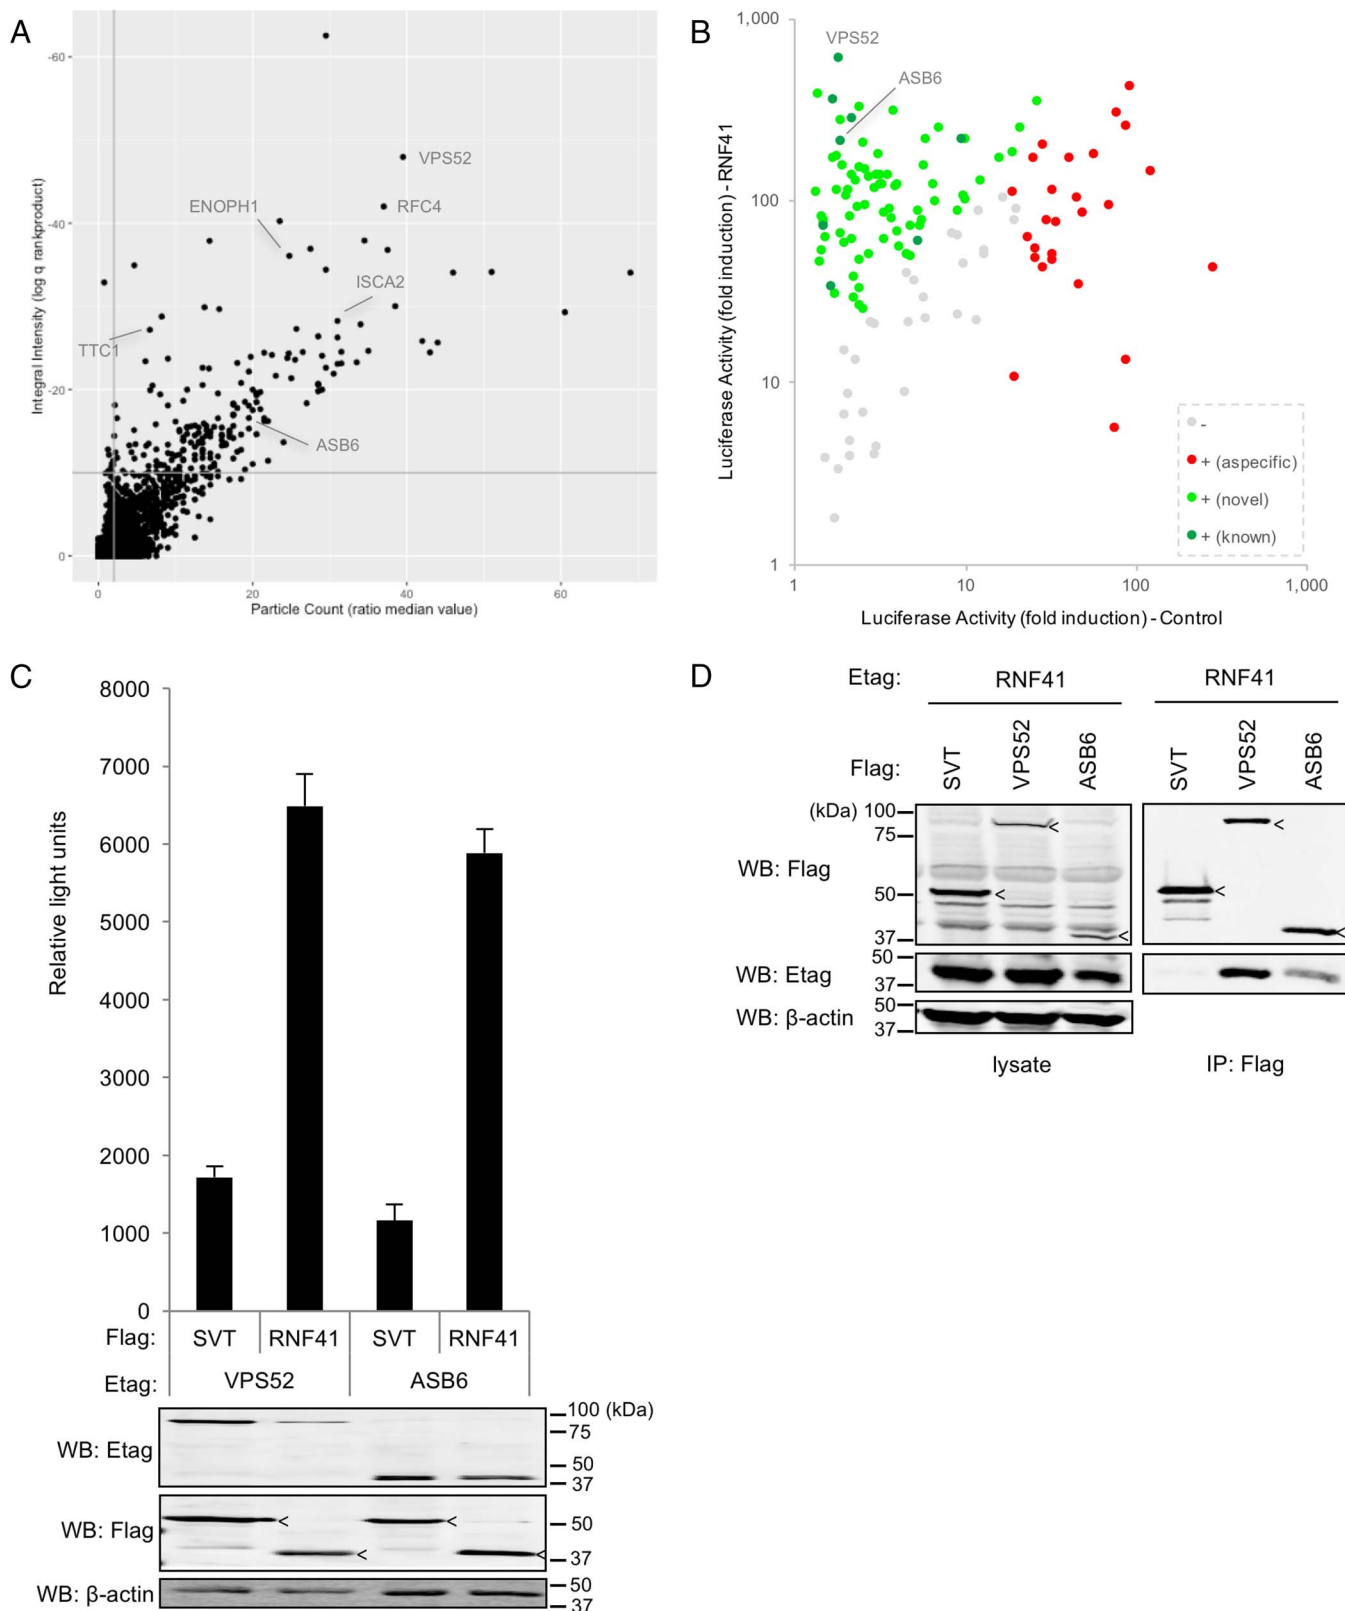 A
Integral Intensity (log q rankproduct)
-60
-40
-20
0
VPS52
ENOPH1
RFC4
ISCA2
TTC1
ASB6
0
20
40
60
Particle Count (ratio median value)
B
Luciferase Activity (fold induction) - RNF41
1,000
100
10
1
VPS52
ASB6
-
+ (aspecific)
+ (novel)
+ (known)
1
10
100
1,000
Luciferase Activity (fold induction) - Control
C
Relative light units
8000
7000
6000
5000
4000
3000
2000
1000
0
Flag: SVT RNF41 SVT RNF41
Etag: VPS52 ASB6
100 (kDa)
75
WB: Etag
50
37
WB: Flag
<
<
<
<
50
37
WB: β-actin
50
37
D
Etag: RNF41 RNF41
Flag: SVT VPS52 ASB6 SVT VPS52 ASB6
(kDa) 100
75
WB: Flag
50
37
<
<
<
<
<
<
WB: Etag
50
37
WB: β-actin
50
37
lysate IP: Flag